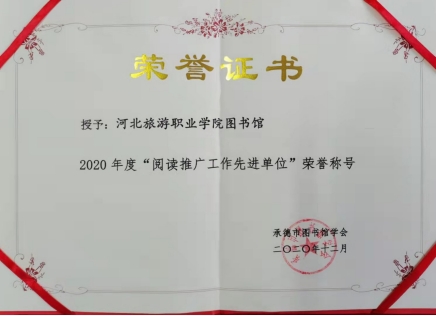 荣誉证书
授予：河北旅游职业学院图书馆
2020年度“阅读推广工作先进单位”荣誉称号
承德市图书馆学会
二〇二〇年十二月